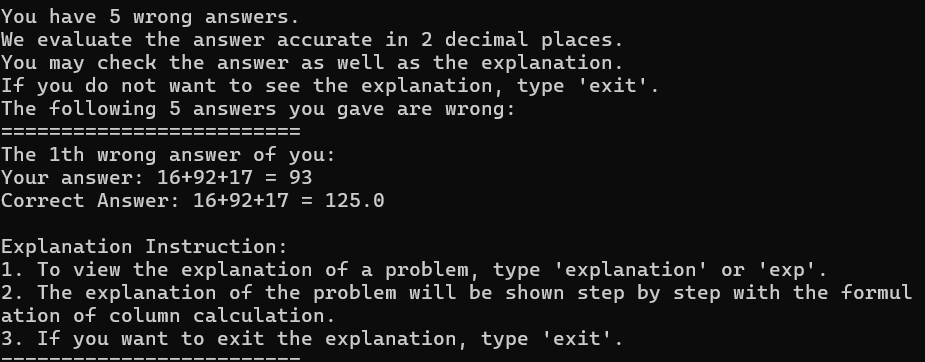 You have 5 wrong answers.
We evaluate the answer accurate in 2 decimal places.
You may check the answer as well as the explanation.
If you do not want to see the explanation, type 'exit'.
The following 5 answers you gave are wrong:
=========================
The 1th wrong answer of you:
Your answer: 16+92+17 = 93
Correct Answer: 16+92+17 = 125.0

Explanation Instruction:
1. To view the explanation of a problem, type 'explanation' or 'exp'.
2. The explanation of the problem will be shown step by step with the formul
ation of column calculation.
3. If you want to exit the explanation, type 'exit'.
=========================